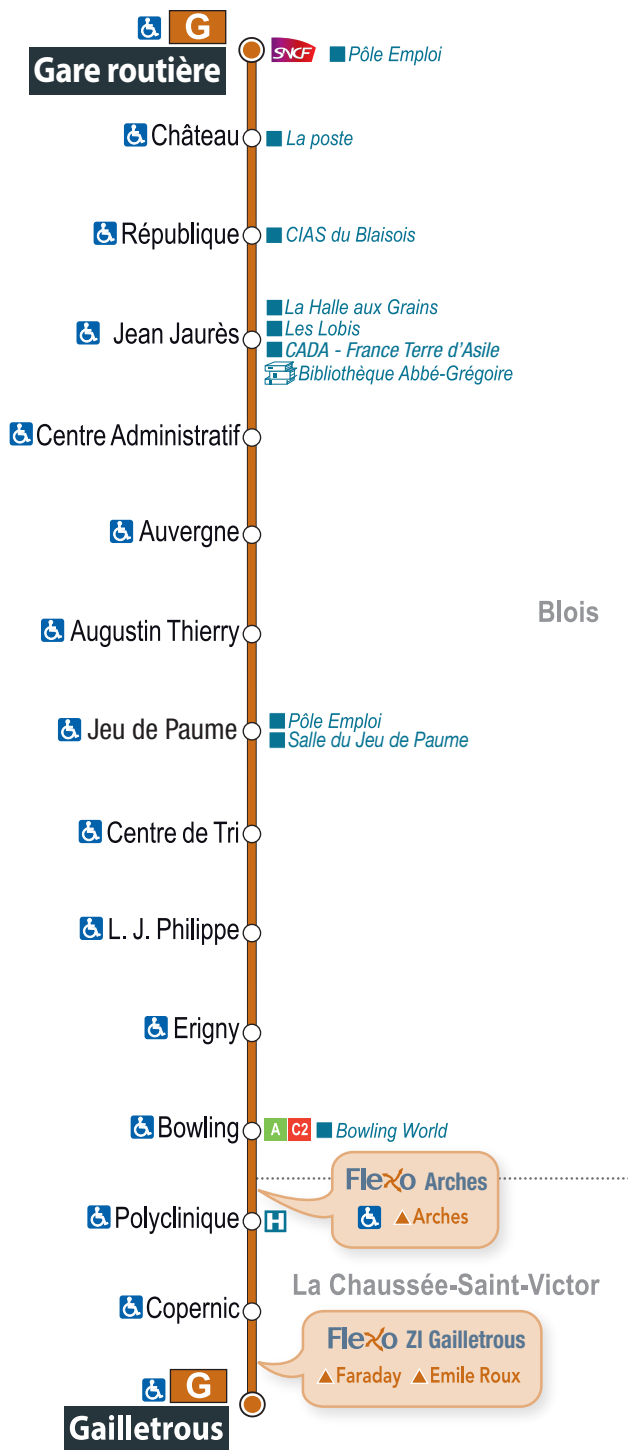 G
Gare routière
SNCF
Pôle Emploi
Château
La poste
République
CIAS du Blaisois
La Halle aux Grains
Les Lobis
Jean Jaurès
CADA - France Terre d'Asile
Bibliothèque Abbé-Grégoire
Centre Administratif
Auvergne
Blois
Augustin Thierry
Jeu de Paume
Pôle Emploi
Salle du Jeu de Paume
Centre de Tri
L. J. Philippe
Erigny
Bowling
A C2 Bowling World
Flexo Arches
Arches
Polyclinique
H
La Chaussée-Saint-Victor
Copernic
Flexo ZI Gailletrous
Faraday Emile Roux
G
Gailletrous